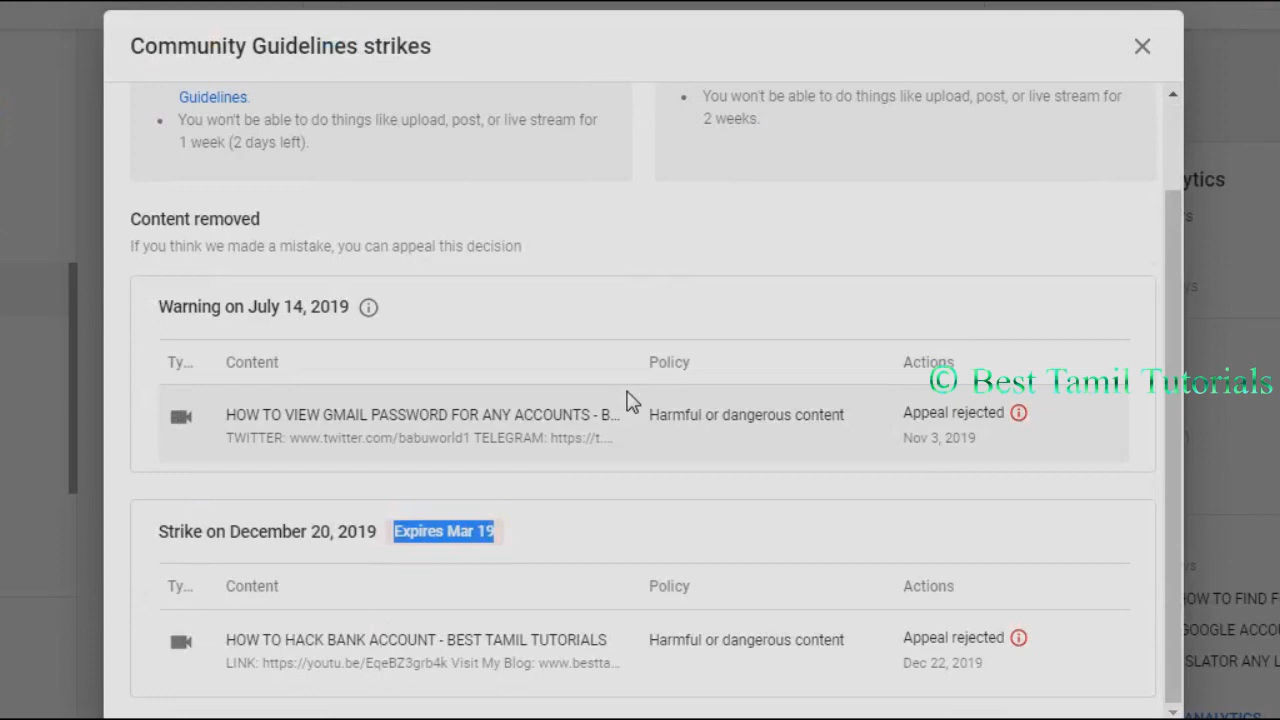 Community Guidelines strikes
Guidelines.
You won't be able to do things like upload, post, or live stream for
1 week (2 days left).
You won't be able to do things like upload, post, or live stream for
2 weeks.
ytics
Content removed
If you think we made a mistake, you can appeal this decision
Warning on July 14, 2019
Ty... Content Policy Actions
© Best Tamil Tutorials
HOW TO VIEW GMAIL PASSWORD FOR ANY ACCOUNTS - B... Harmful or dangerous content Appeal rejected
TWITTER: www.twitter.com/babuworld1 TELEGRAM: https://t.... Nov 3, 2019
Strike on December 20, 2019 Expires Mar 19
Ty... Content Policy Actions
HOW TO FIND F
GOOGLE ACCO
SLATOR ANY L
HOW TO HACK BANK ACCOUNT - BEST TAMIL TUTORIALS Harmful or dangerous content Appeal rejected
LINK: https://youtu.be/EqeBZ3grb4k Visit My Blog: www.bestta... Dec 22, 2019
ANALYTICS